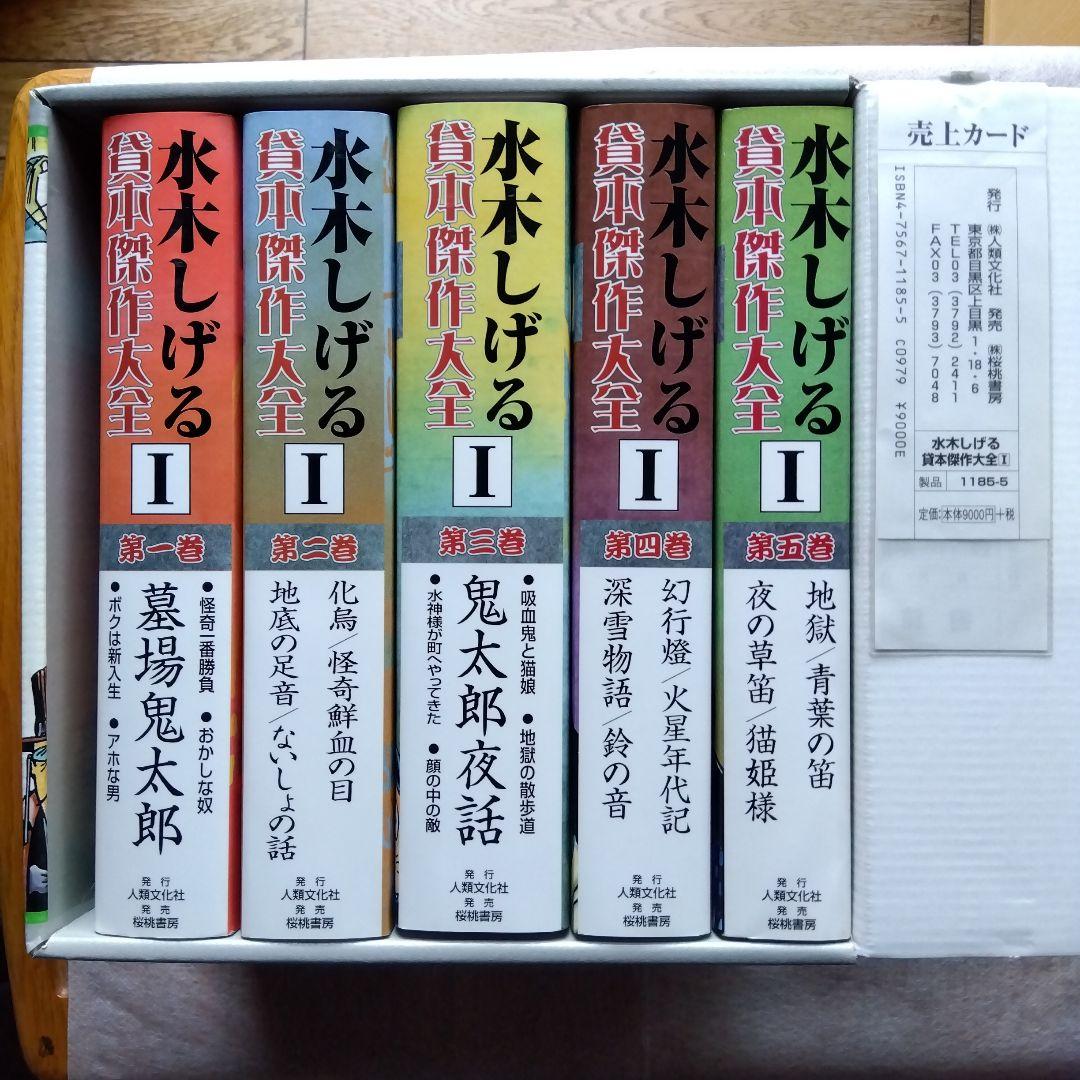 水木しげる
貸本傑作大全
I
第一巻
墓場鬼太郎
●怪奇一番勝負 ●おかしな奴
●ボクは新入生 ●アホな男
発行
人類文化社
発売
桜桃書房
水木しげる
貸本傑作大全
I
第二巻
化烏/怪奇鮮血の目
地底の足音/ないしょの話
発行
人類文化社
発売
桜桃書房
水木しげる
貸本傑作大全
I
第三巻
●吸血鬼と猫娘 ●地獄の散歩道
鬼太郎夜話
●水神様が町へやってきた ●顔の中の敵
発行
人類文化社
発売
桜桃書房
水木しげる
貸本傑作大全
I
第四巻
幻行燈/火星年代記
深雪物語/鈴の音
発行
人類文化社
発売
桜桃書房
水木しげる
貸本傑作大全
I
第五巻
地獄/青葉の笛
夜の草笛/猫姫様
発行
人類文化社
発売
桜桃書房
売上カード
発行 ㈱人類文化社 発売 ㈱桜桃書房
東京都目黒区上目黒1・18・6
TEL03(3792)2411
FAX03(3793)7048
ISBN4-7567-1185-5 C0979 ¥9000E
水木しげる
貸本傑作大全I
製品 1185-5
定価:本体9000円+税